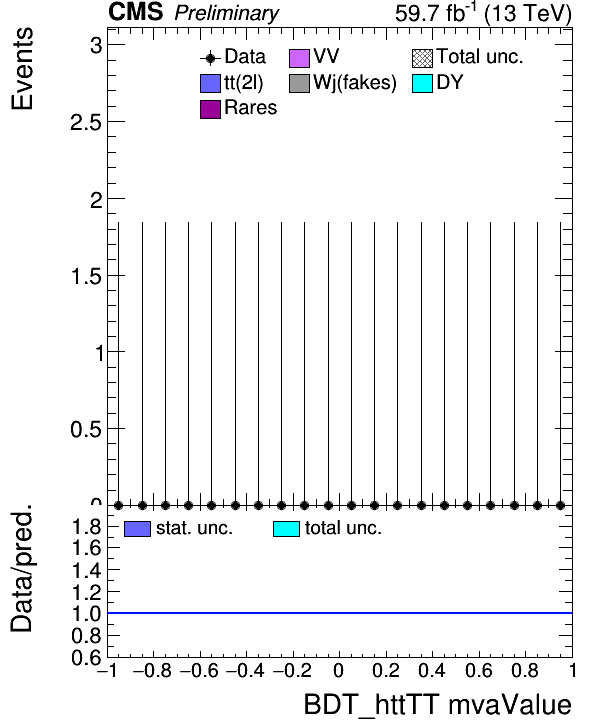 CMS Preliminary 59.7 fb-1 (13 TeV)
Events
3
2.5
2
1.5
1
0.5
0
Data VV Total unc.
tt(2l) Wj(fakes) DY
Rares
Data/pred.
1.8
1.6
1.4
1.2
1.0
0.8
0.6
stat. unc. total unc.
−1 −0.8 −0.6 −0.4 −0.2 0 0.2 0.4 0.6 0.8 1
BDT_httTT mvaValue